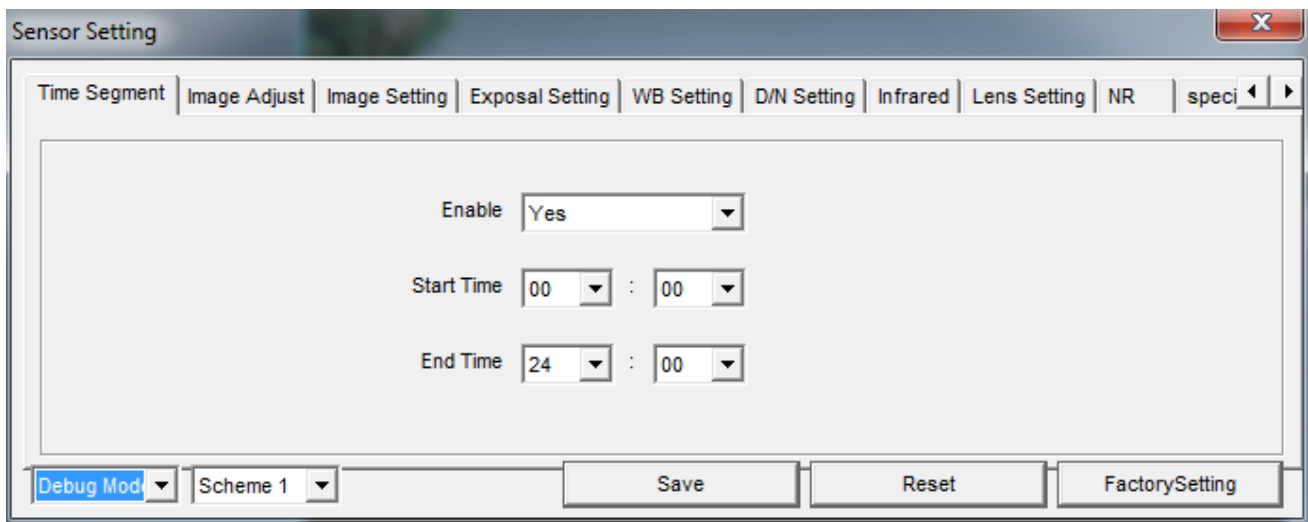 Sensor Setting
Time Segment Image Adjust Image Setting Exposal Setting WB Setting D/N Setting Infrared Lens Setting NR speci
Enable Yes
Start Time 00 : 00
End Time 24 : 00
Debug Mod Scheme 1 Save Reset FactorySetting